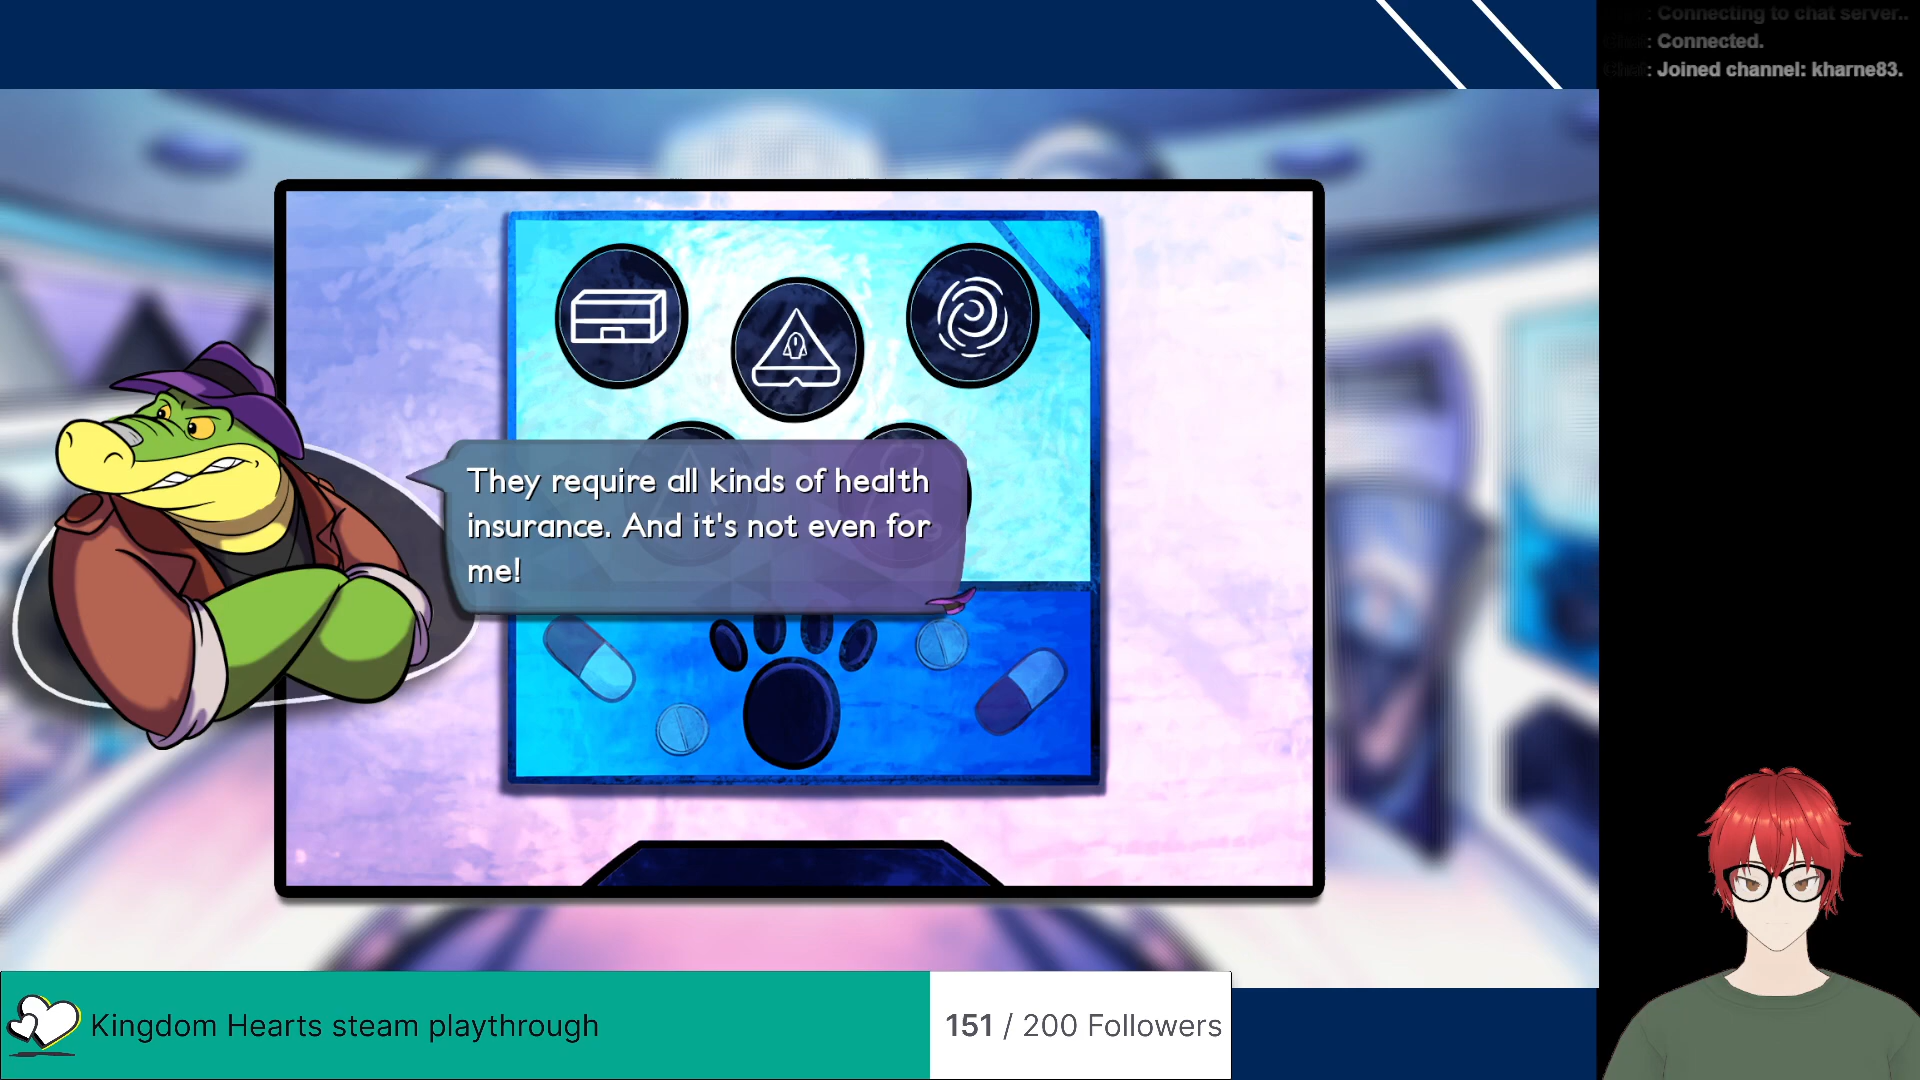 : Connecting to chat server..
: Connected.
: Joined channel: kharne83.
They require all kinds of health
insurance. And it's not even for
me!
Kingdom Hearts steam playthrough
151 / 200 Followers